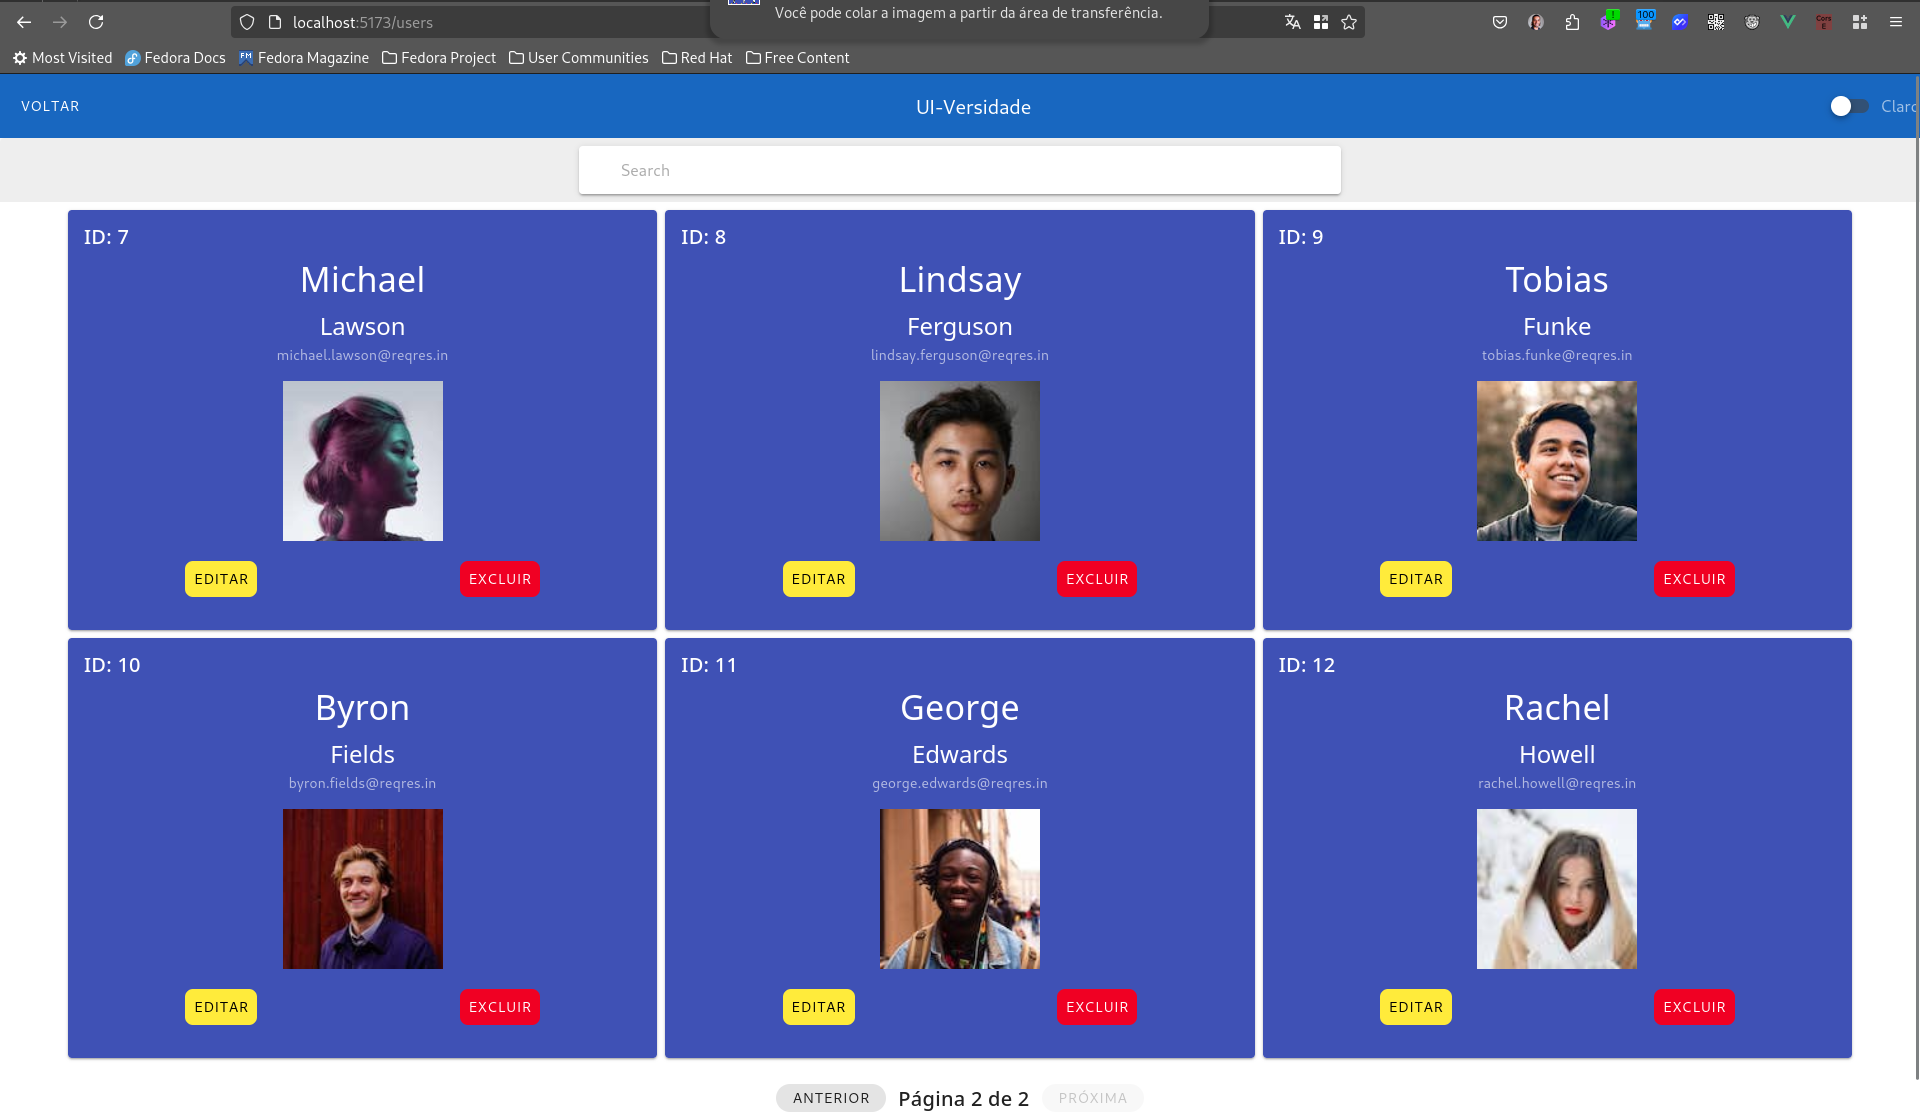 Você pode colar a imagem a partir da área de transferência.
localhost:5173/users
1
100
Cors
E
Most Visited
Fedora Docs
Fedora Magazine
Fedora Project
User Communities
Red Hat
Free Content
VOLTAR
UI-Versidade
Claro
Search
ID: 7
Michael
Lawson
michael.lawson@reqres.in
EDITAR
EXCLUIR
ID: 8
Lindsay
Ferguson
lindsay.ferguson@reqres.in
EDITAR
EXCLUIR
ID: 9
Tobias
Funke
tobias.funke@reqres.in
EDITAR
EXCLUIR
ID: 10
Byron
Fields
byron.fields@reqres.in
EDITAR
EXCLUIR
ID: 11
George
Edwards
george.edwards@reqres.in
EDITAR
EXCLUIR
ID: 12
Rachel
Howell
rachel.howell@reqres.in
EDITAR
EXCLUIR
ANTERIOR
Página 2 de 2
PRÓXIMA